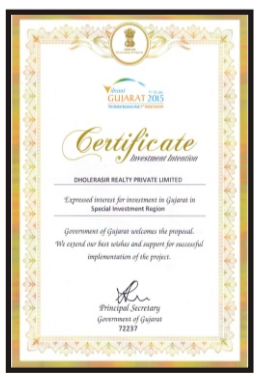 Vibrant
GUJARAT 2015
Certificate
Investment Intention
DHOLERASIR REALTY PRIVATE LIMITED
Expressed interest for investment in Gujarat in
Special Investment Region
Government of Gujarat welcomes the proposal.
We extend our best wishes and support for successful
implementation of the project.
Principal Secretary
Government of Gujarat
72237